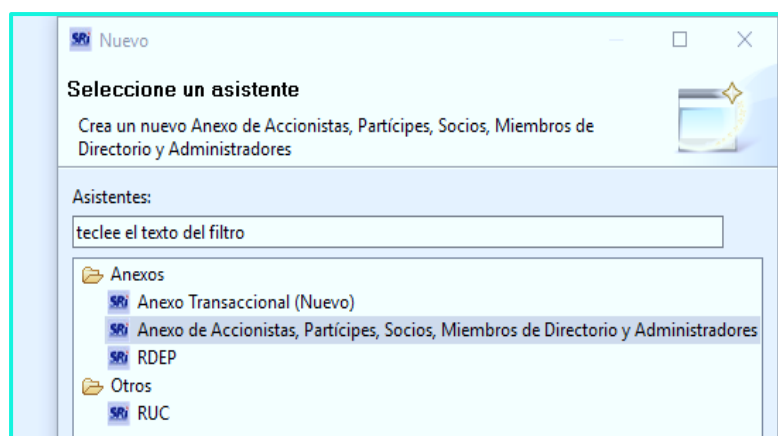 SRi Nuevo
Seleccione un asistente
Crea un nuevo Anexo de Accionistas, Partícipes, Socios, Miembros de
Directorio y Administradores
Asistentes:
teclee el texto del filtro
Anexos
SRi Anexo Transaccional (Nuevo)
SRi Anexo de Accionistas, Partícipes, Socios, Miembros de Directorio y Administradores
SRi RDEP
Otros
SRi RUC